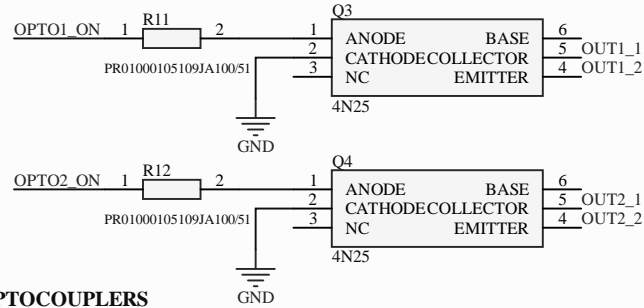 Q3
OPTO1_ON 1 R11 2 1 ANODE BASE 6
2 CATHODE COLLECTOR 5 OUT1_1
PR01000105109JA100/51 3 NC EMITTER 4 OUT1_2
4N25
GND
Q4
OPTO2_ON 1 R12 2 1 ANODE BASE 6
2 CATHODE COLLECTOR 5 OUT2_1
PR01000105109JA100/51 3 NC EMITTER 4 OUT2_2
4N25
PTOCOUPLERS GND